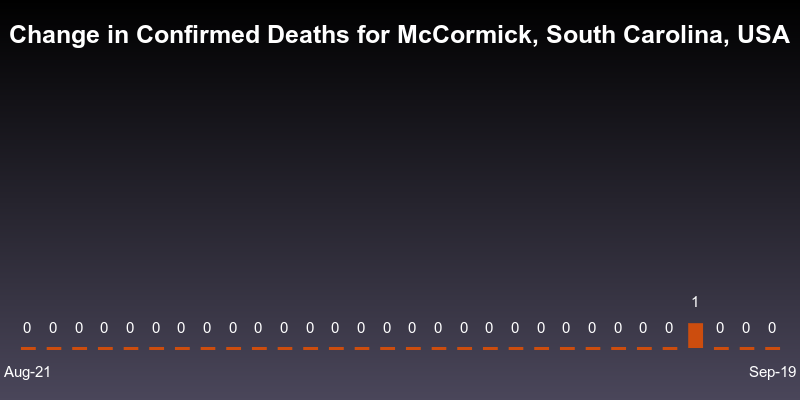 Change in Confirmed Deaths for McCormick, South Carolina, USA
1
0 0 0 0 0 0 0 0 0 0 0 0 0 0 0 0 0 0 0 0 0 0 0 0 0 0 0 0 0
Aug-21 Sep-19